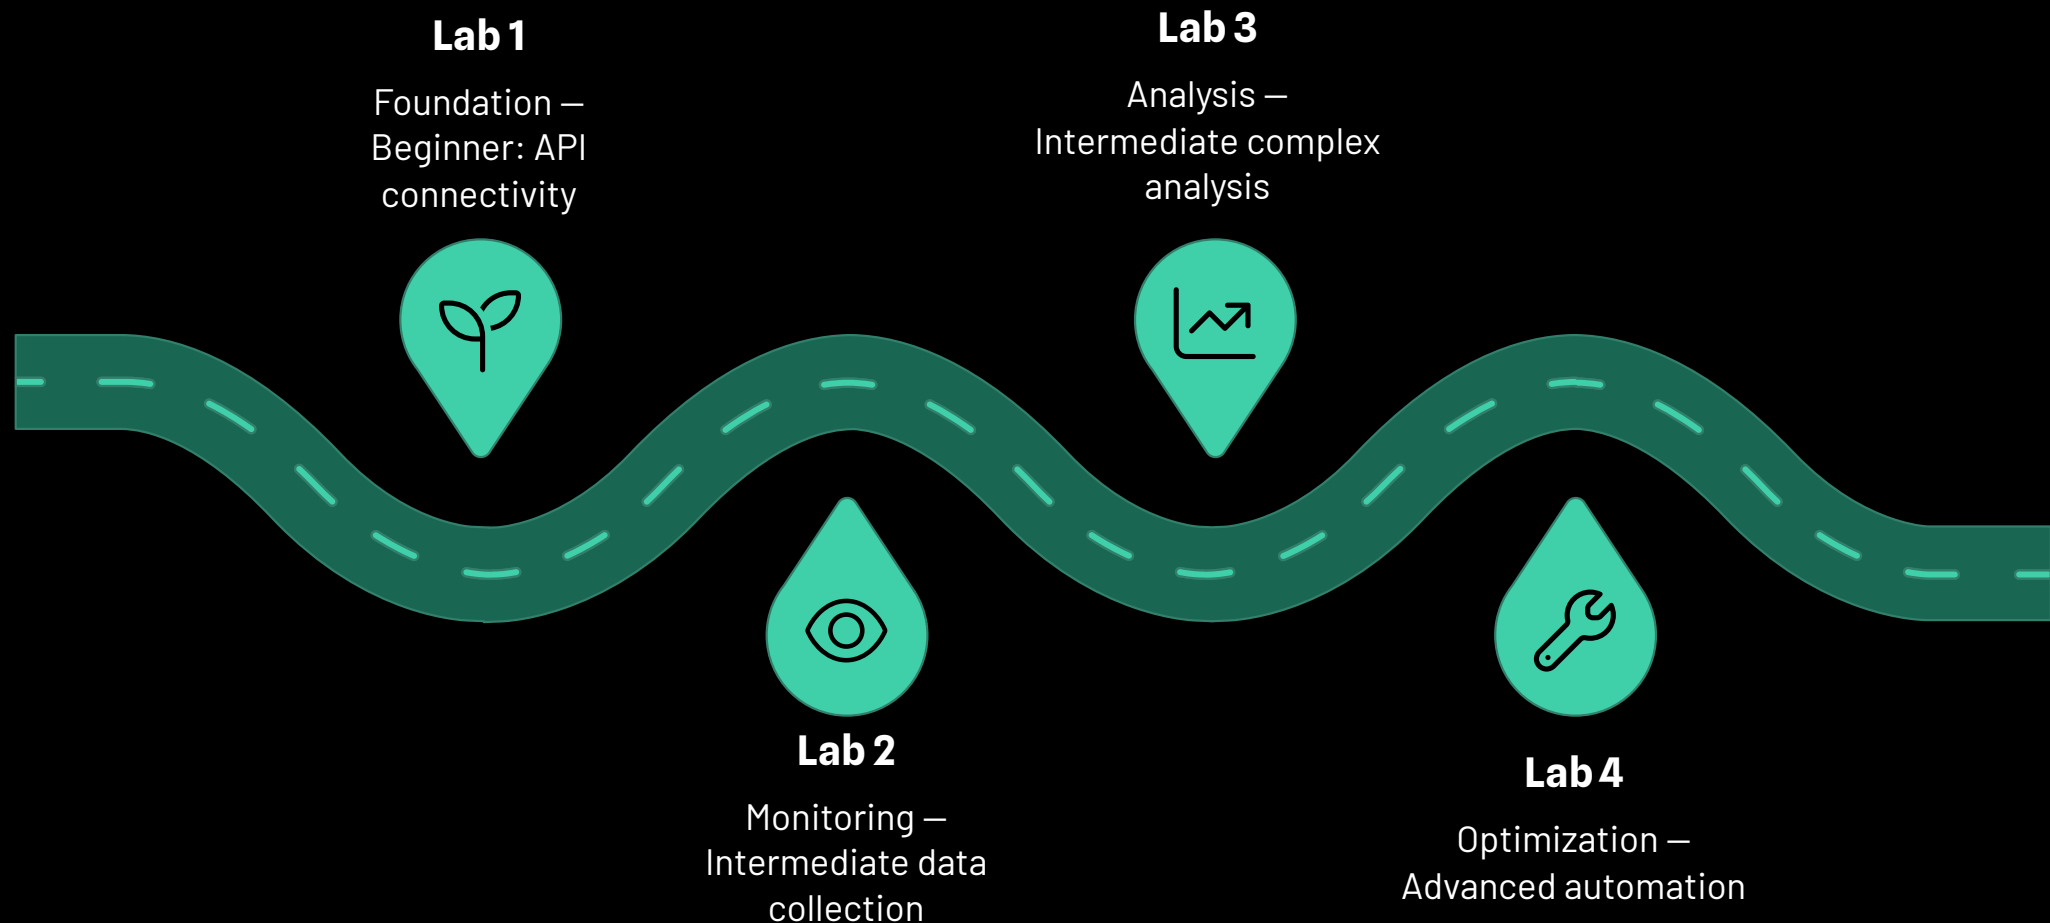 Lab 1
Foundation —
Beginner: API
connectivity
Lab 2
Monitoring —
Intermediate data
collection
Lab 3
Analysis —
Intermediate complex
analysis
Lab 4
Optimization —
Advanced automation